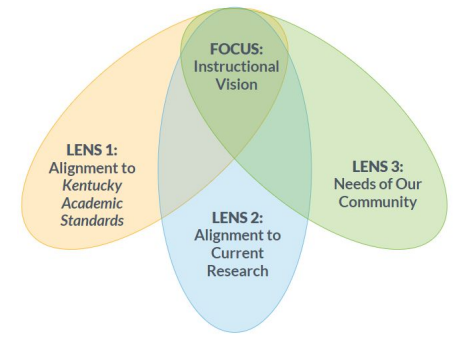 FOCUS:
Instructional
Vision
LENS 1:
Alignment to
Kentucky
Academic
Standards
LENS 2:
Alignment to
Current
Research
LENS 3:
Needs of Our
Community